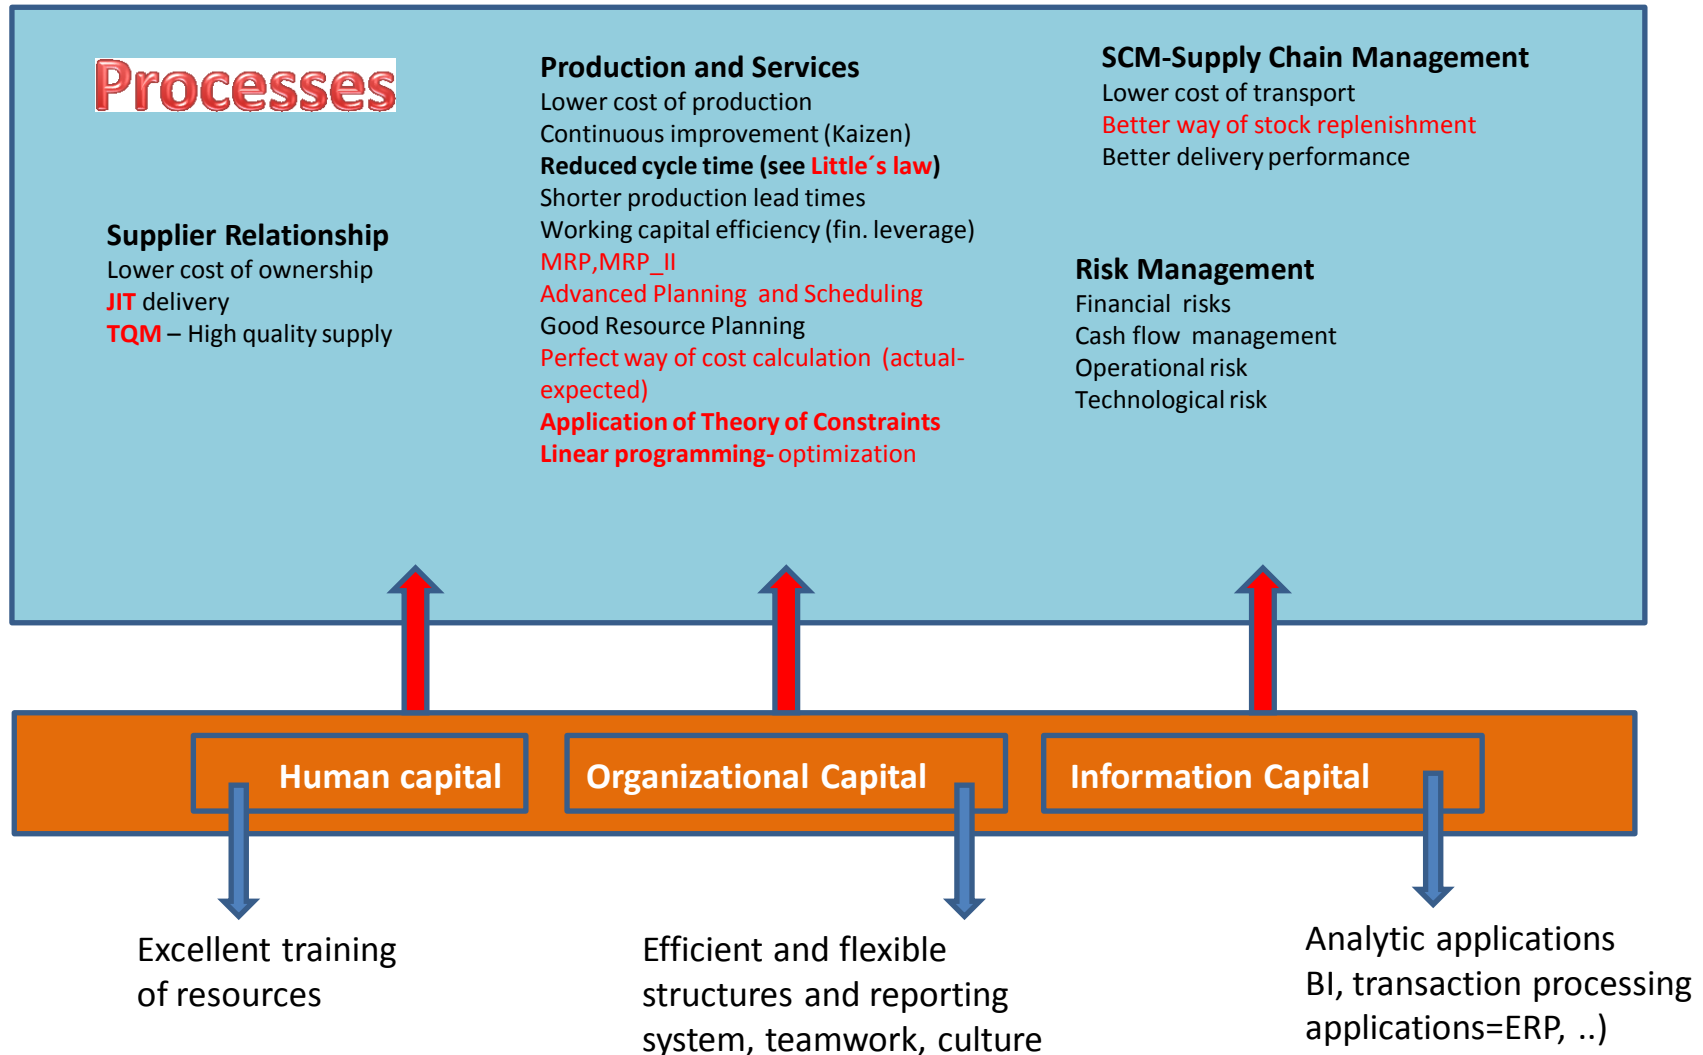 Processes
Supplier Relationship
Lower cost of ownership
JIT delivery
TQM – High quality supply
Production and Services
Lower cost of production
Continuous improvement (Kaizen)
Reduced cycle time (see Little´s law)
Shorter production lead times
Working capital efficiency (fin. leverage)
MRP,MRP_II
Advanced Planning and Scheduling
Good Resource Planning
Perfect way of cost calculation (actual-
expected)
Application of Theory of Constraints
Linear programming- optimization
SCM-Supply Chain Management
Lower cost of transport
Better way of stock replenishment
Better delivery performance
Risk Management
Financial risks
Cash flow management
Operational risk
Technological risk
Human capital
Organizational Capital
Information Capital
Excellent training
of resources
Efficient and flexible
structures and reporting
system, teamwork, culture
Analytic applications
BI, transaction processing
applications=ERP, ..)